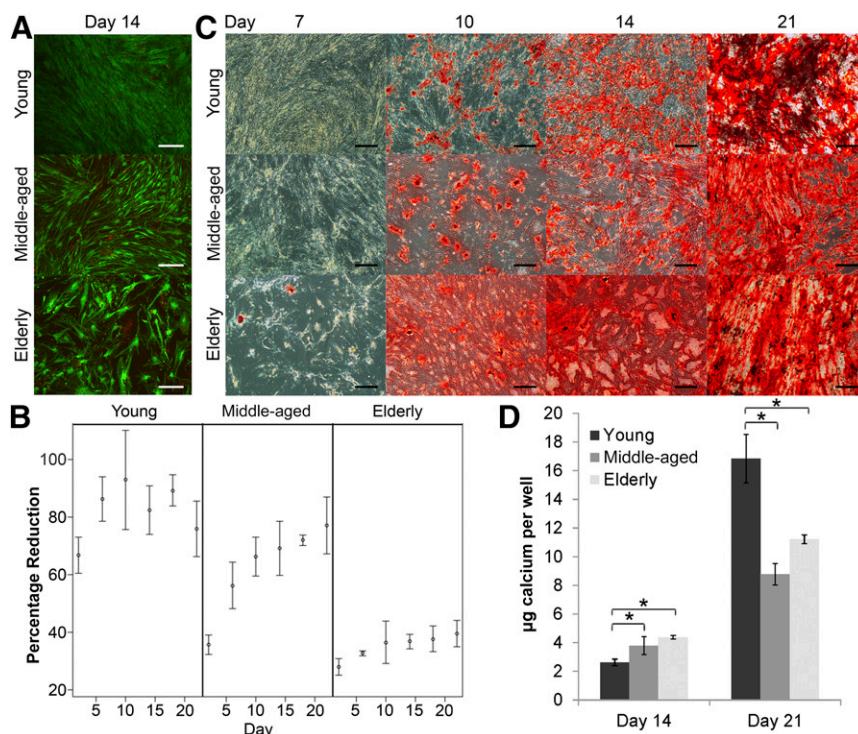 A
Day 14
Young
Middle-aged
Elderly
C
Day 7 10 14 21
Young
Middle-aged
Elderly
B
Young Middle-aged Elderly
Percentage Reduction
100
80
60
40
20
5 10 15 20 5 10 15 20 5 10 15 20
Day
D
µg calcium per well
20
18
16
14
12
10
8
6
4
2
0
Young
Middle-aged
Elderly
* *
* *
Day 14 Day 21